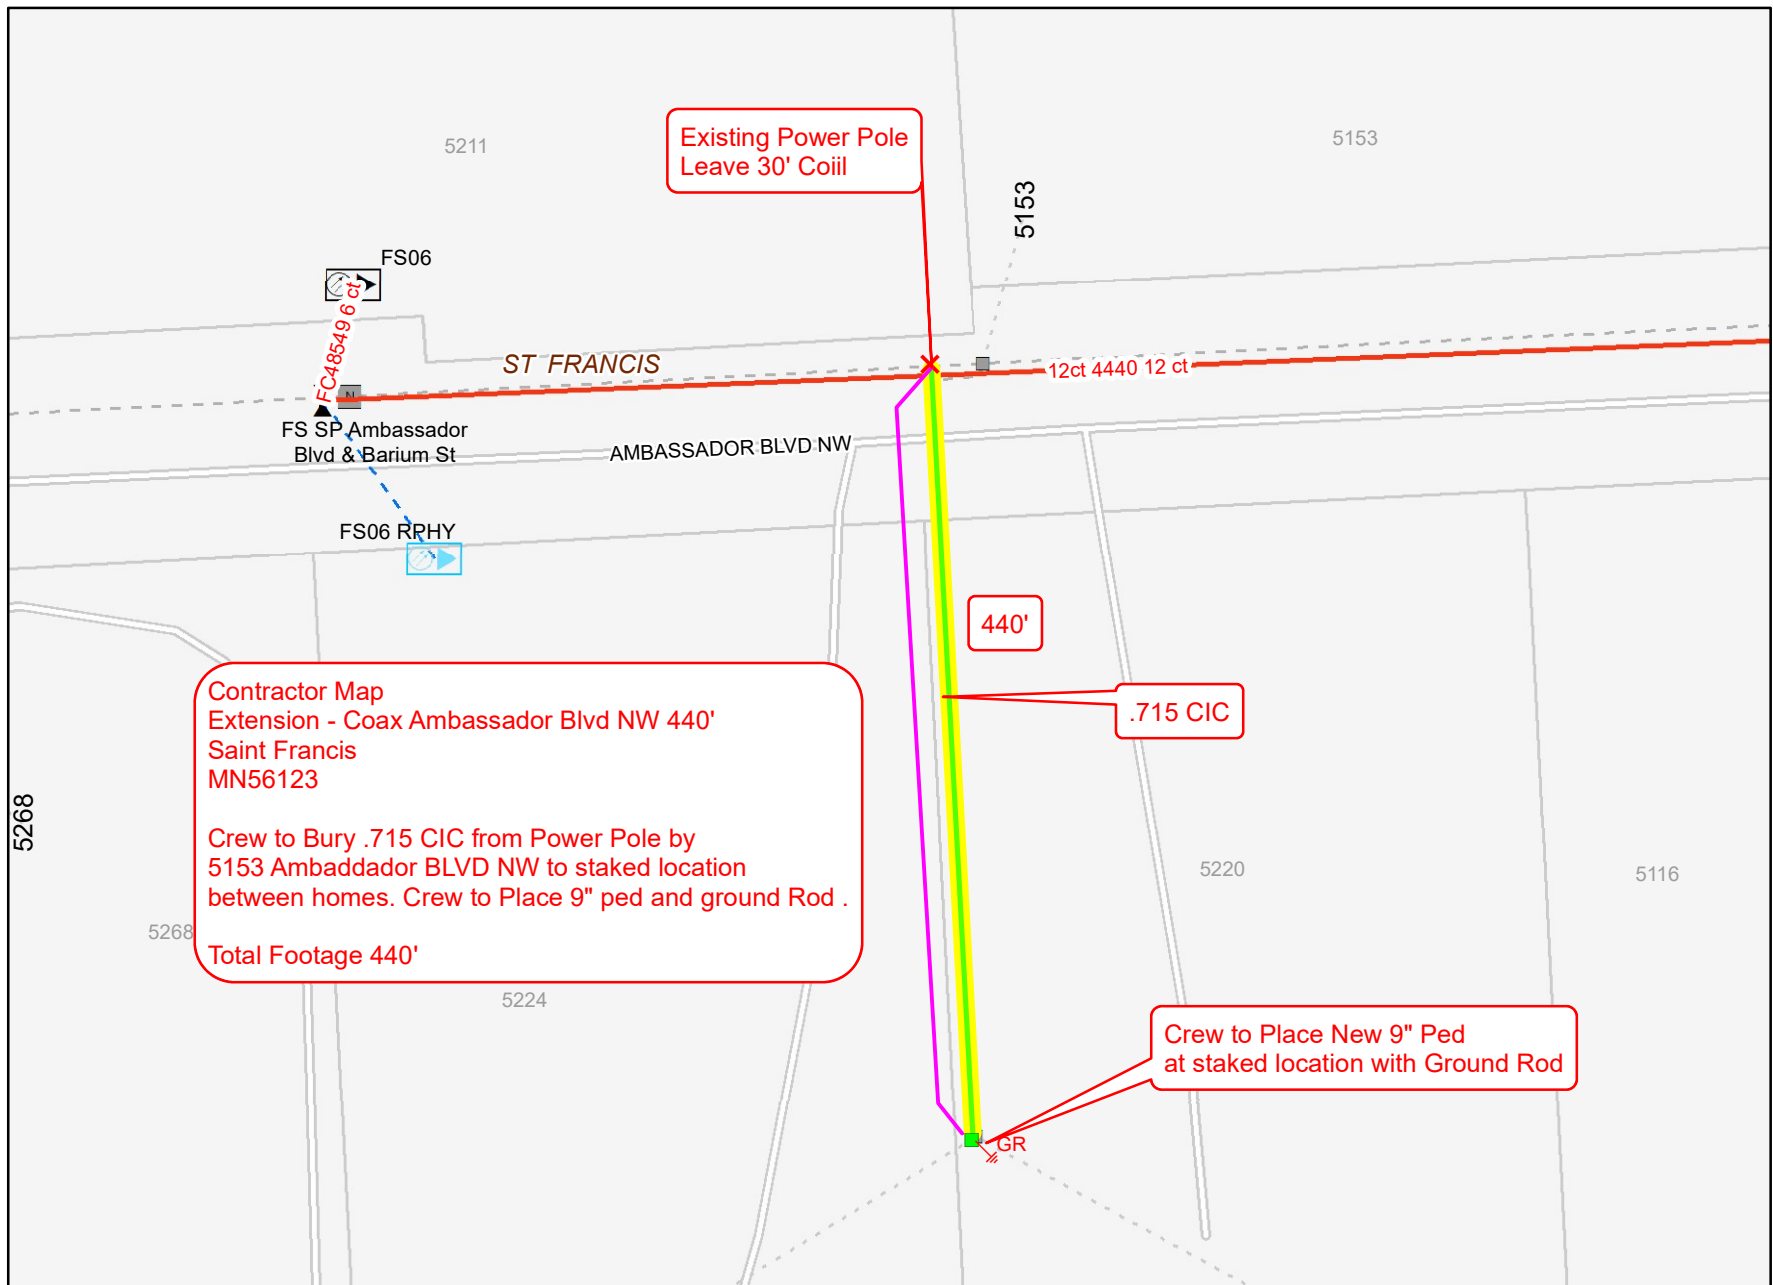 5211
Existing Power Pole
Leave 30' Coiil
5153
5153
FS06
FC48549 6 ct
N
ST FRANCIS
12ct 4440 12 ct
FS SP Ambassador
Blvd & Barium St
AMBASSADOR BLVD NW
FS06 RPHY
440'
.715 CIC
Contractor Map
Extension - Coax Ambassador Blvd NW 440'
Saint Francis
MN56123
Crew to Bury .715 CIC from Power Pole by
5153 Ambaddador BLVD NW to staked location
between homes. Crew to Place 9" ped and ground Rod .
Total Footage 440'
5268
5268
5220
5116
5224
Crew to Place New 9" Ped
at staked location with Ground Rod
GR